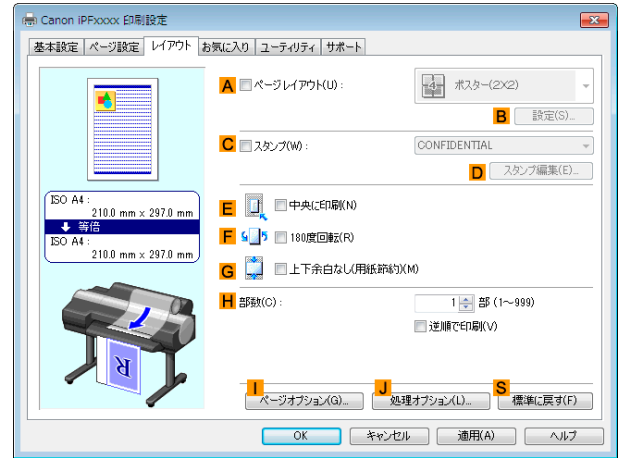 Canon iPFxxxx 印刷設定
基本設定 ページ設定 レイアウト お気に入り ユーティリティ サポート
A ページレイアウト(U) : 4 ポスター(2X2)
B 設定(S)...
C スタンプ(W) : CONFIDENTIAL
D スタンプ編集(E)...
ISO A4 :
210.0 mm x 297.0 mm
等倍
ISO A4 :
210.0 mm x 297.0 mm
E 中央に印刷(N)
F 180度回転(R)
G 上下余白なし(用紙節約)(M)
H 部数(C) : 1 部 (1～999)
逆順で印刷(V)
R
I ページオプション(G)...
J 処理オプション(L)...
S 標準に戻す(F)
OK キャンセル 適用(A) ヘルプ